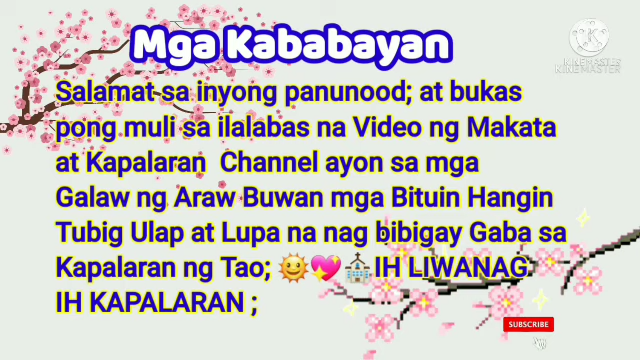 Mga Kababayan
KINEMASTER
KINEMASTER
Salamat sa inyong panunood; at bukas
pong muli sa ilalabas na Video ng Makata
at Kapalaran Channel ayon sa mga
Galaw ng Araw Buwan mga Bituin Hangin
Tubig Ulap at Lupa na nag bibigay Gaba sa
Kapalaran ng Tao; 🌞💖⛪IH LIWANAG.
IH KAPALARAN ;
SUBSCRIBE